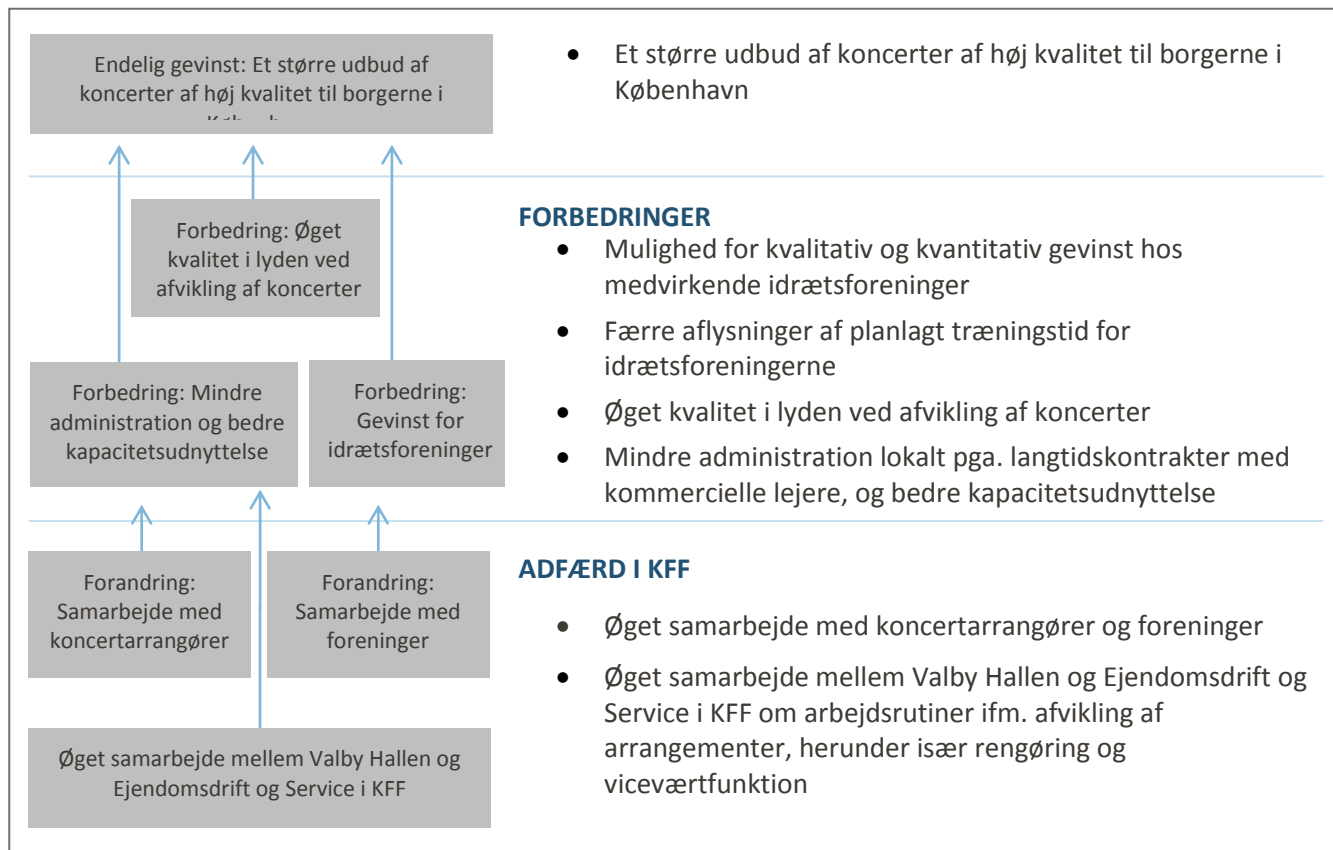 Endelig gevinst: Et større udbud af
koncerter af høj kvalitet til borgerne i
• Et større udbud af koncerter af høj kvalitet til borgerne i
København
Forbedring: Øget
kvalitet i lyden ved
afvikling af koncerter
Forbedring: Mindre
administration og bedre
kapacitetsudnyttelse
Forbedring:
Gevinst for
idrætsforeninger
FORBEDRINGER
• Mulighed for kvalitativ og kvantitativ gevinst hos
medvirkende idrætsforeninger
• Færre aflysninger af planlagt træningstid for
idrætsforeningerne
• Øget kvalitet i lyden ved afvikling af koncerter
• Mindre administration lokalt pga. langtidskontrakter med
kommercielle lejere, og bedre kapacitetsudnyttelse
Forandring:
Samarbejde med
koncertarrangører
Forandring:
Samarbejde med
foreninger
Øget samarbejde mellem Valby Hallen og
Ejendomsdrift og Service i KFF
ADFÆRD I KFF
• Øget samarbejde med koncertarrangører og foreninger
• Øget samarbejde mellem Valby Hallen og Ejendomsdrift og
Service i KFF om arbejdsrutiner ifm. afvikling af
arrangementer, herunder især rengøring og
viceværtfunktion